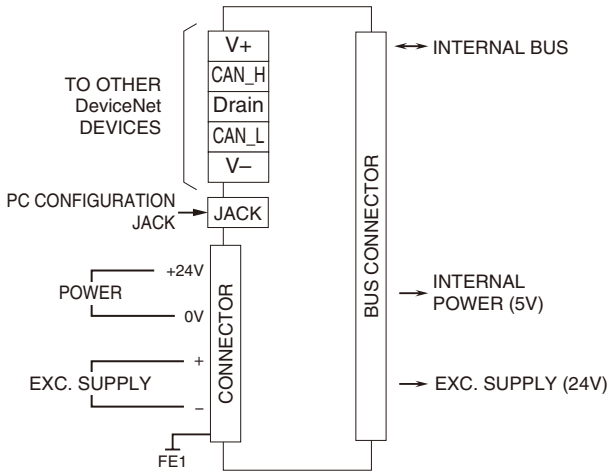 TO OTHER
DeviceNet
DEVICES
V+
CAN_H
Drain
CAN_L
V–
PC CONFIGURATION
JACK
JACK
POWER
+24V
0V
EXC. SUPPLY
+
–
FE1
CONNECTOR
BUS CONNECTOR
INTERNAL BUS
INTERNAL
POWER (5V)
EXC. SUPPLY (24V)